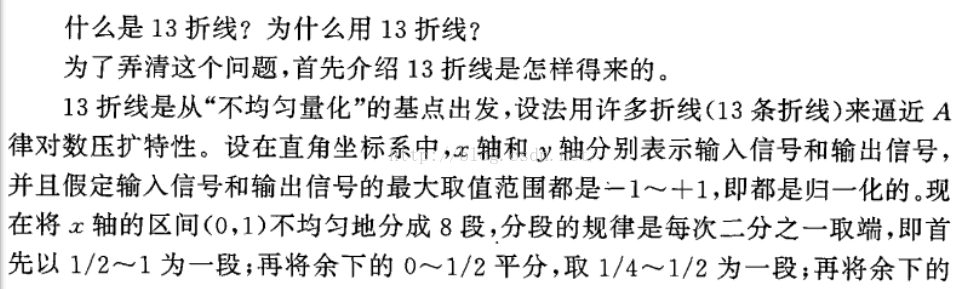 什么是 13 折线？为什么用 13 折线？
为了弄清这个问题,首先介绍 13 折线是怎样得来的。
13 折线是从“不均匀量化”的基点出发,设法用许多折线(13 条折线)来逼近 A
律对数压扩特性。设在直角坐标系中,x 轴和 y 轴分别表示输入信号和输出信号,
并且假定输入信号和输出信号的最大取值范围都是－1～＋1,即都是归一化的。现
在将 x 轴的区间(0,1)不均匀地分成 8 段,分段的规律是每次二分之一取端,即首
先以 1/2～1 为一段;再将余下的 0～1/2 平分,取 1/4～1/2 为一段;再将余下的